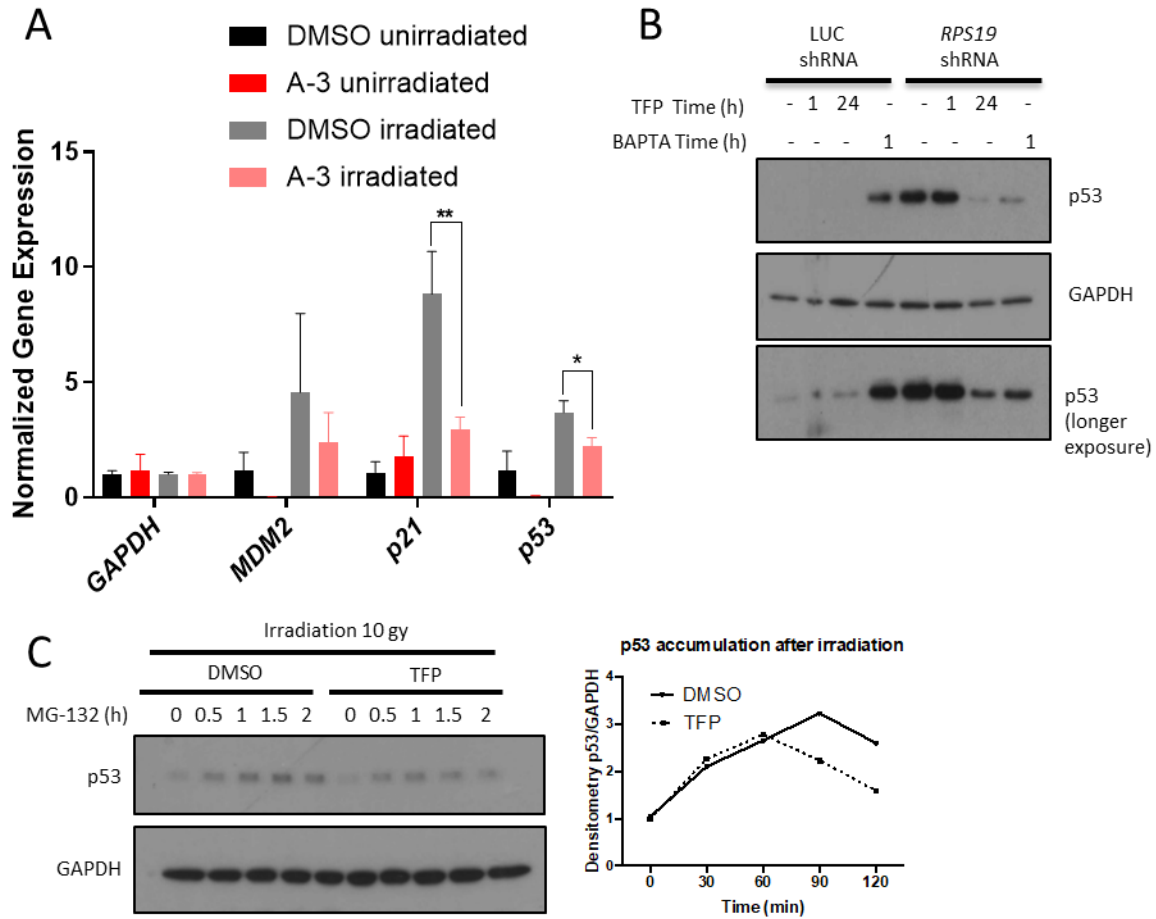 A
DMSO unirradiated
A-3 unirradiated
DMSO irradiated
A-3 irradiated
Normalized Gene Expression
15
10
5
0
**
*
GAPDH
MDM2
p21
p53
B
LUC shRNA
RPS19 shRNA
TFP Time (h) - 1 24 - - 1 24 -
BAPTA Time (h) - - - 1 - - - 1
p53
GAPDH
p53
(longer
exposure)
C
Irradiation 10 gy
DMSO TFP
MG-132 (h) 0 0.5 1 1.5 2 0 0.5 1 1.5 2
p53
GAPDH
p53 accumulation after irradiation
DMSO
TFP
Densitometry p53/GAPDH
4
3
2
1
0
0 30 60 90 120
Time (min)